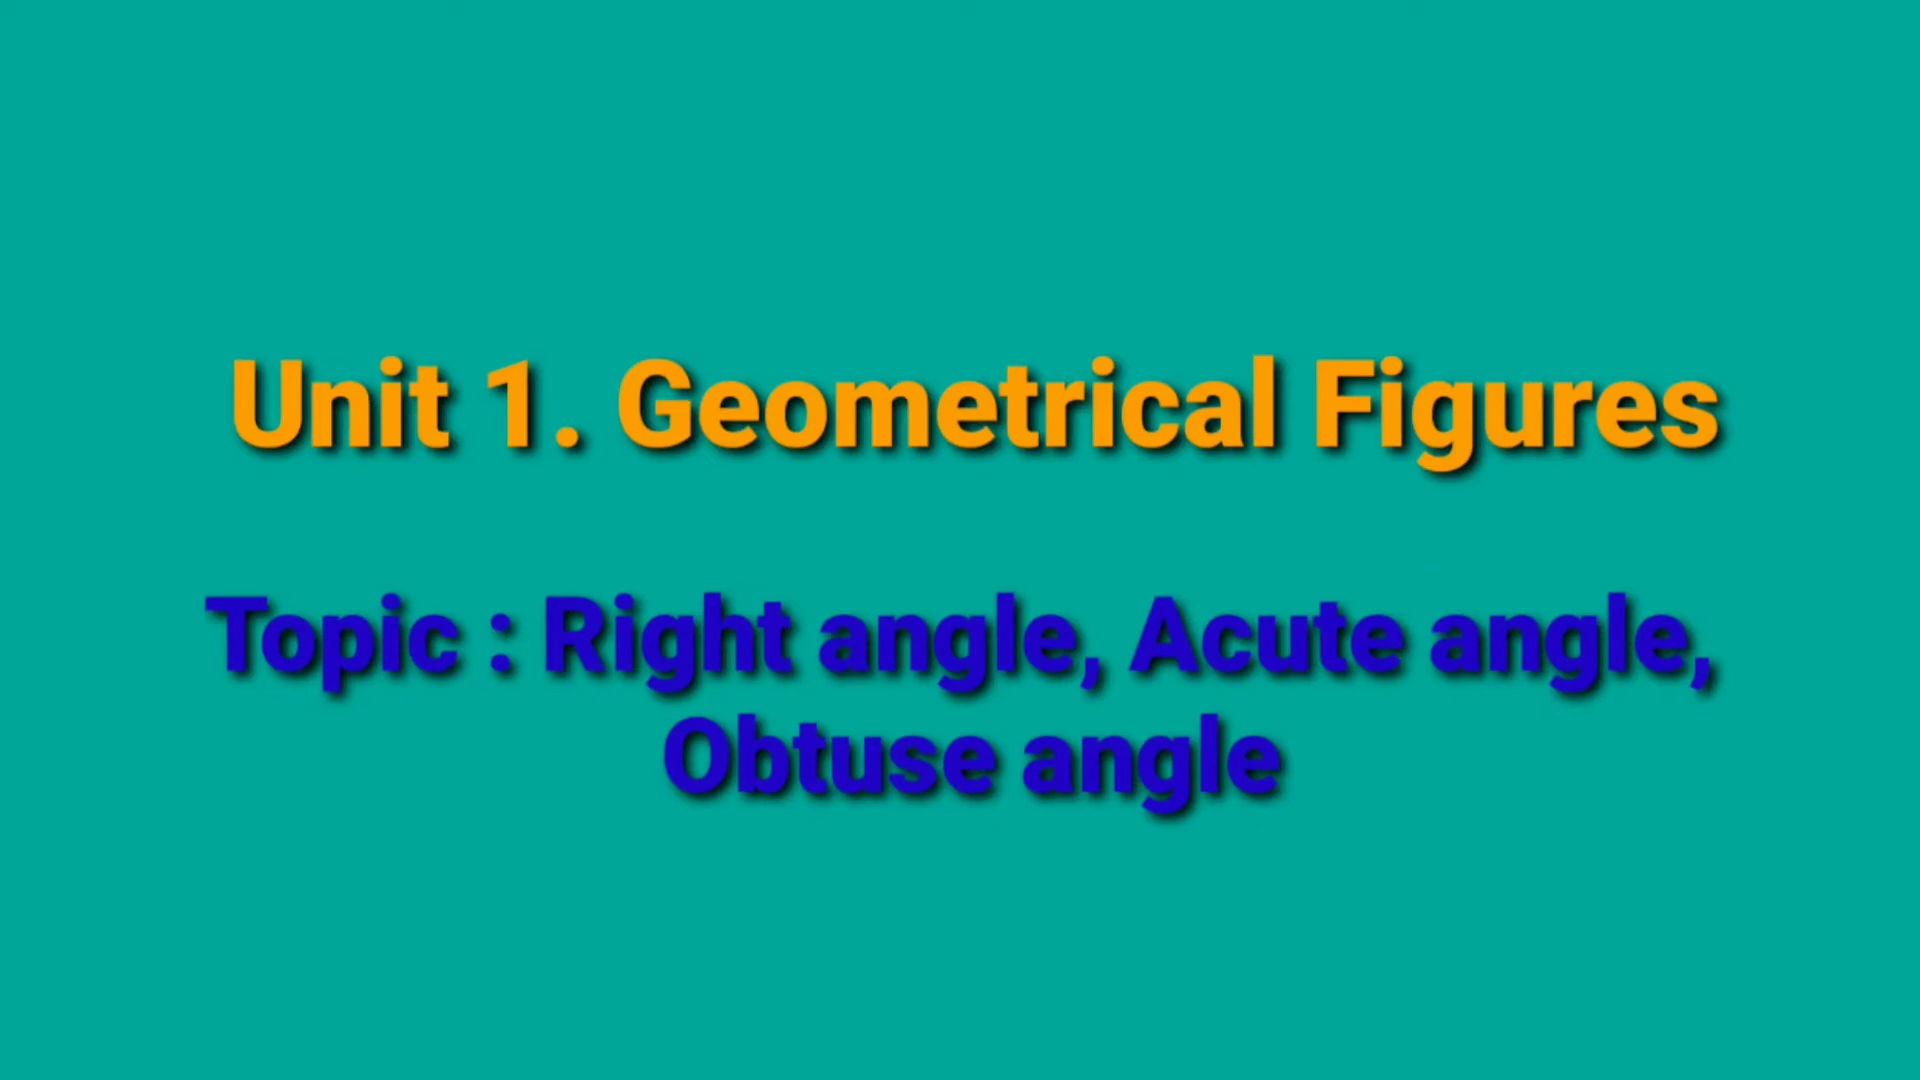 Unit 1. Geometrical Figures
Topic : Right angle, Acute angle,
Obtuse angle